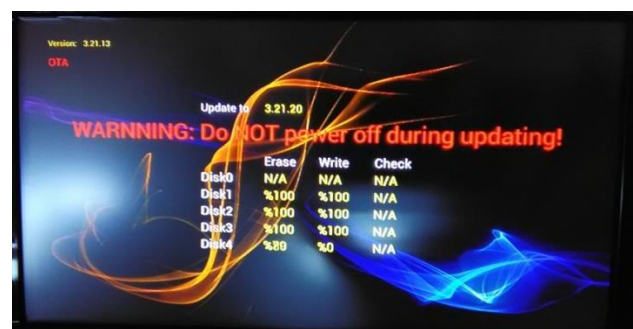 Version: 3.21.13
OTA
Update to 3.21.20
WARNNING: Do NOT power off during updating!
Erase Write Check
Disk0 N/A N/A N/A
Disk1 %100 %100 N/A
Disk2 %100 %100 N/A
Disk3 %100 %100 N/A
Disk4 %89 %0 N/A